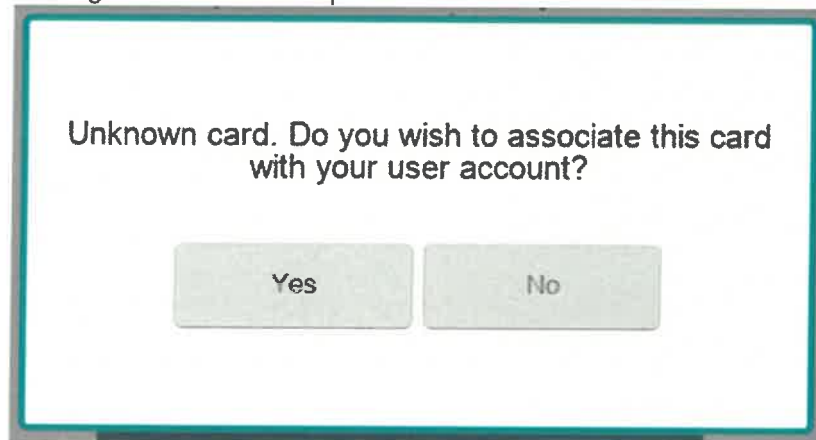 Unknown card. Do you wish to associate this card
with your user account?
Yes
No